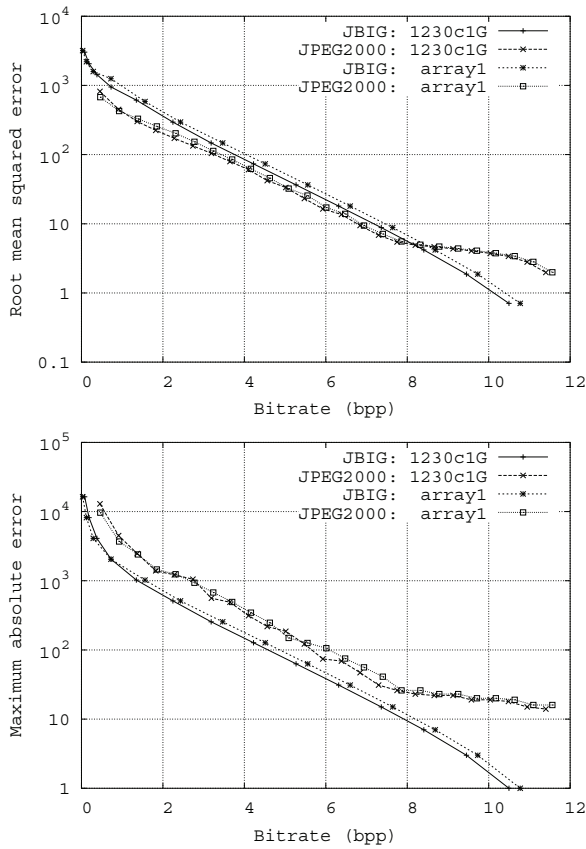 10^4
10^3
10^2
10
1
0.1
Root mean squared error
JBIG: 1230c1G
JPEG2000: 1230c1G
JBIG: array1
JPEG2000: array1
0 2 4 6 8 10 12
Bitrate (bpp)
10^5
10^4
10^3
10^2
10
1
Maximum absolute error
JBIG: 1230c1G
JPEG2000: 1230c1G
JBIG: array1
JPEG2000: array1
0 2 4 6 8 10 12
Bitrate (bpp)